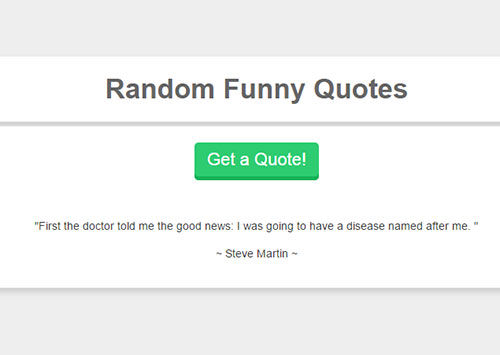 Random Funny Quotes
Get a Quote!
"First the doctor told me the good news: I was going to have a disease named after me. "
~ Steve Martin ~